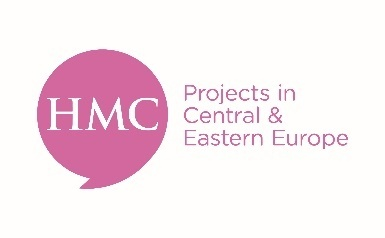 HMC
Projects in
Central &
Eastern Europe